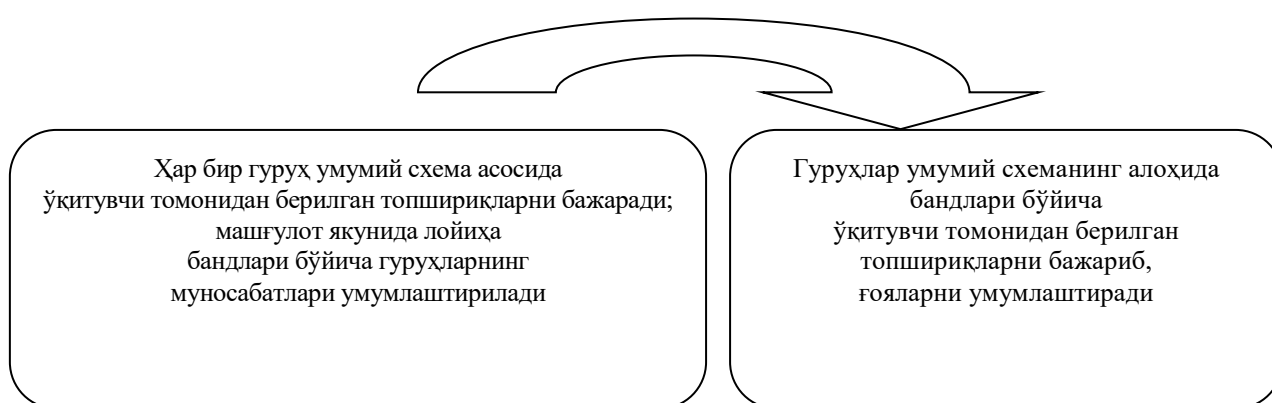 Ҳар бир гуруҳ умумий схема асосида
ўқитувчи томонидан берилган топшириқларни бажаради;
машғулот якунида лойиҳа
бандлари бўйича гуруҳларнинг
муносабатлари умумлаштирилади
Гуруҳлар умумий схеманинг алоҳида
бандлари бўйича
ўқитувчи томонидан берилган
топшириқларни бажариб,
ғояларни умумлаштиради